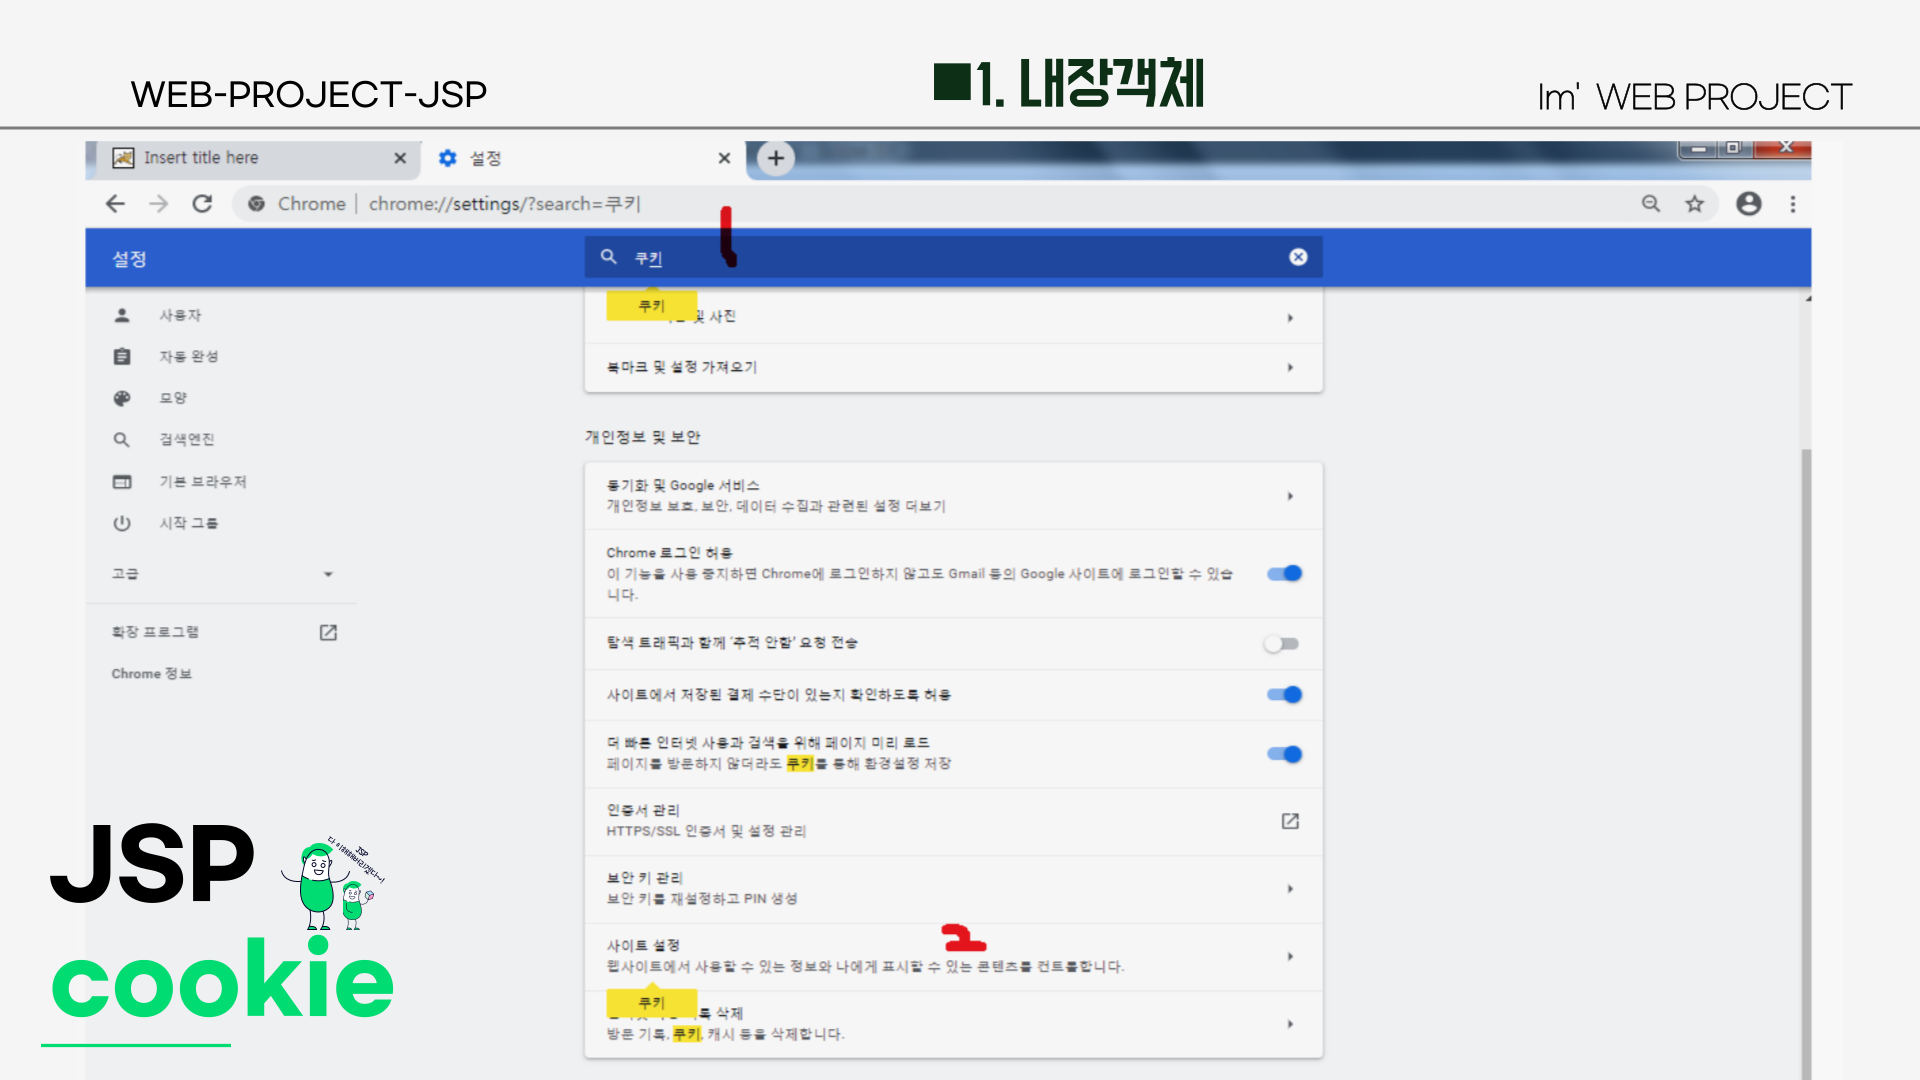 WEB-PROJECT-JSP
■1. 내장객체
Im' WEB PROJECT
Insert title here
설정
Chrome | chrome://settings/?search=쿠키
설정
쿠키
1
쿠키
및 사진
사용자
자동 완성
모양
검색엔진
기본 브라우저
시작 그룹
고급
확장 프로그램
Chrome 정보
북마크 및 설정 가져오기
개인정보 및 보안
동기화 및 Google 서비스
개인정보 보호, 보안, 데이터 수집과 관련된 설정 더보기
Chrome 로그인 허용
이 기능을 사용 중지하면 Chrome에 로그인하지 않고도 Gmail 등의 Google 사이트에 로그인할 수 있습
니다.
탐색 트래픽과 함께 '추적 안함' 요청 전송
사이트에서 저장된 결제 수단이 있는지 확인하도록 허용
더 빠른 인터넷 사용과 검색을 위해 페이지 미리 로드
페이지를 방문하지 않더라도 쿠키를 통해 환경설정 저장
인증서 관리
HTTPS/SSL 인증서 및 설정 관리
보안 키 관리
보안 키를 재설정하고 PIN 생성
2
사이트 설정
웹사이트에서 사용할 수 있는 정보와 나에게 표시할 수 있는 콘텐츠를 컨트롤합니다.
쿠키
록 삭제
방문 기록, 쿠키, 캐시 등을 삭제합니다.
JSP
JSP
cookie